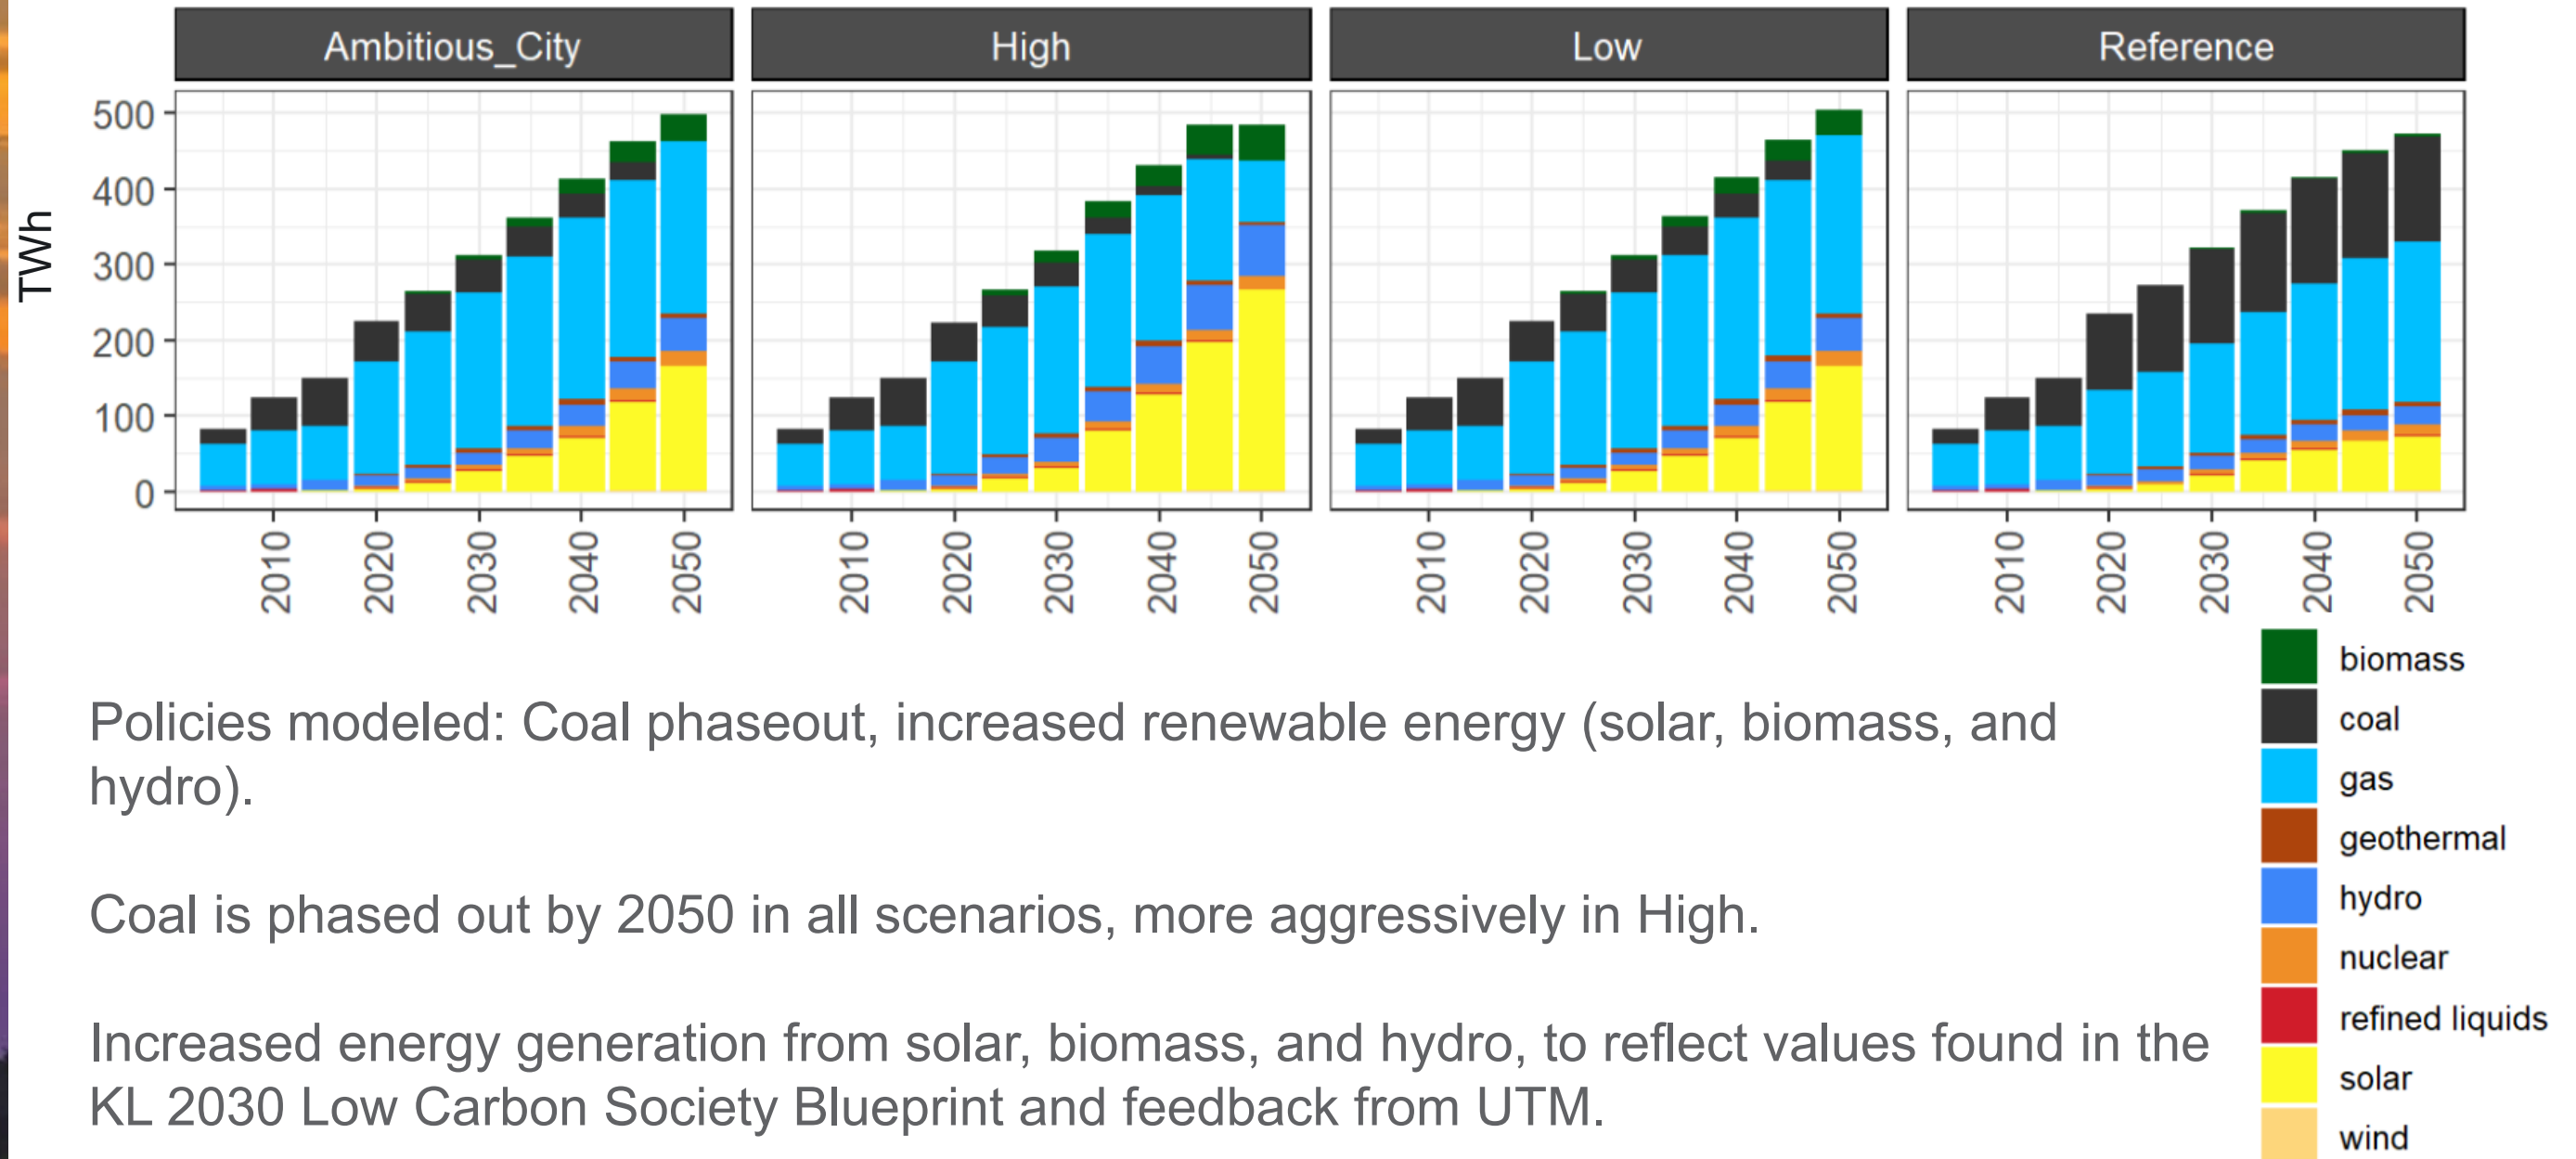 Ambitious_City
High
Low
Reference
TWh
500
400
300
200
100
0
2010
2020
2030
2040
2050
2010
2020
2030
2040
2050
2010
2020
2030
2040
2050
2010
2020
2030
2040
2050
biomass
coal
gas
geothermal
hydro
nuclear
refined liquids
solar
wind
Policies modeled: Coal phaseout, increased renewable energy (solar, biomass, and
hydro).
Coal is phased out by 2050 in all scenarios, more aggressively in High.
Increased energy generation from solar, biomass, and hydro, to reflect values found in the
KL 2030 Low Carbon Society Blueprint and feedback from UTM.